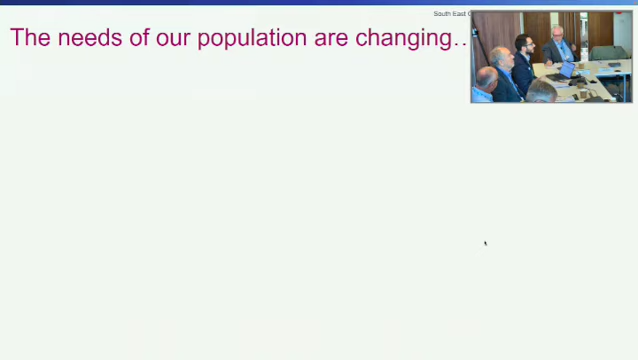 South East
The needs of our population are changing…